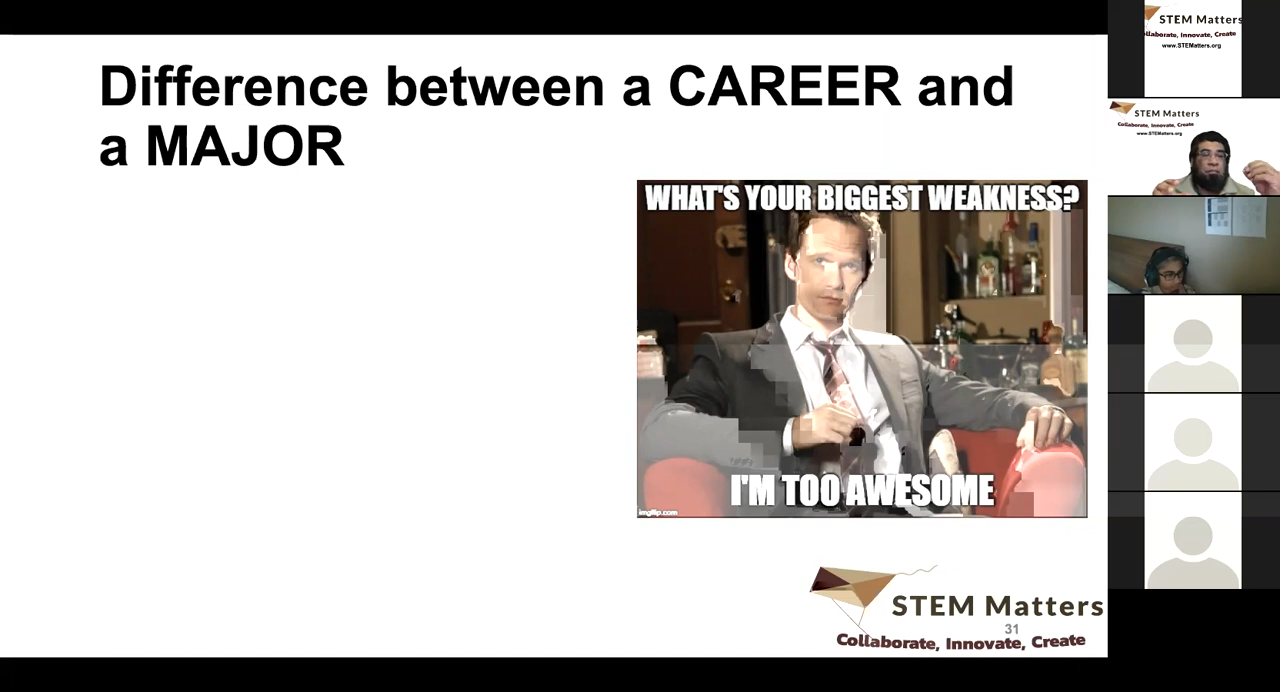 Difference between a CAREER and
a MAJOR
WHAT'S YOUR BIGGEST WEAKNESS?
I'M TOO AWESOME
imgflip.com
STEM Matters
31
Collaborate, Innovate, Create
STEM Matters
Collaborate, Innovate, Create
www.STEMatters.org
STEM Matters
Collaborate, Innovate, Create
www.STEMatters.org